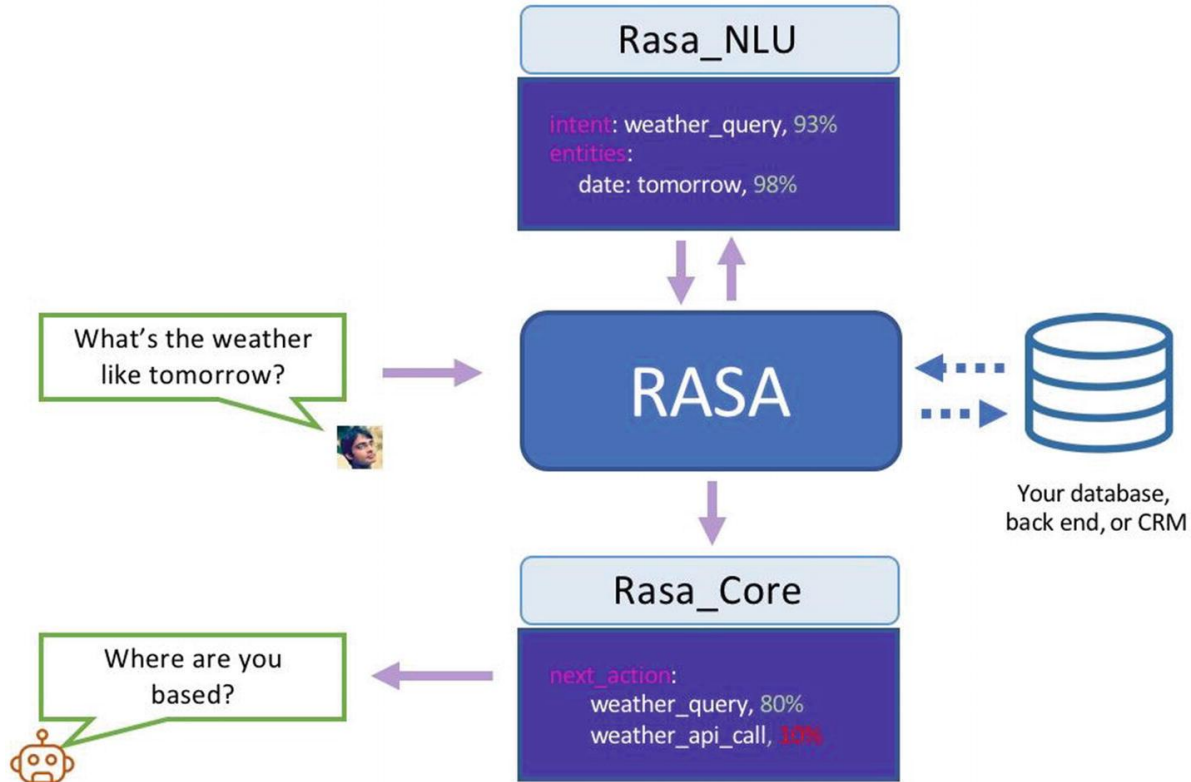 Rasa_NLU
intent: weather_query, 93%
entities:
date: tomorrow, 98%
What's the weather
like tomorrow?
RASA
Your database,
back end, or CRM
Rasa_Core
Where are you
based?
next_action:
weather_query, 80%
weather_api_call, 10%